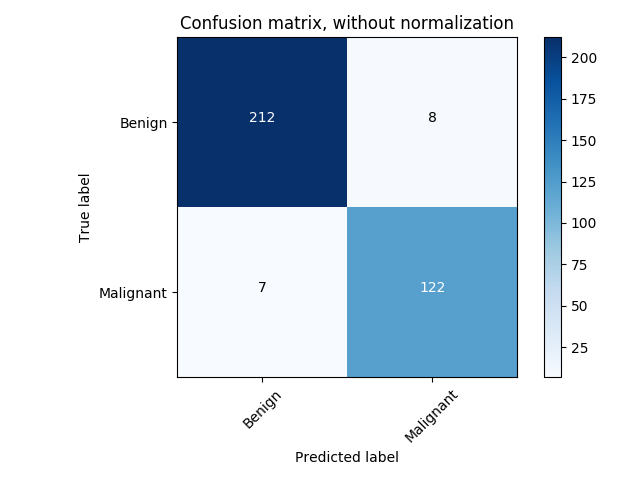 Confusion matrix, without normalization
True label
Benign
Malignant
212
8
7
122
Benign
Malignant
Predicted label
200
175
150
125
100
75
50
25